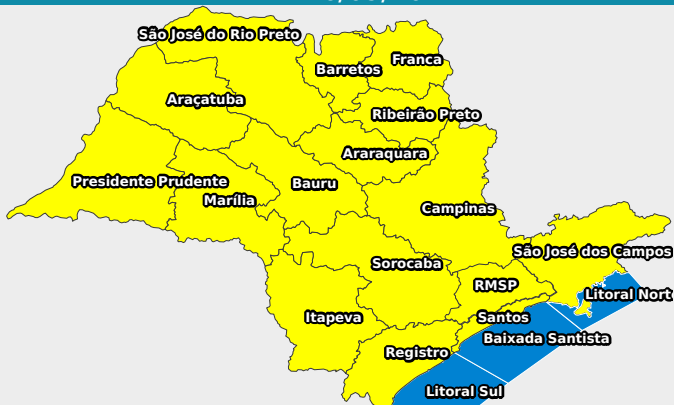 São José do Rio Preto
Franca
Barretos
Araçatuba
Ribeirão Preto
Araraquara
Presidente Prudente
Bauru
Marília
Campinas
São José dos Campos
Sorocaba
RMSP
Litoral Nort
Itapeva
Santos
Baixada Santista
Registro
Litoral Sul